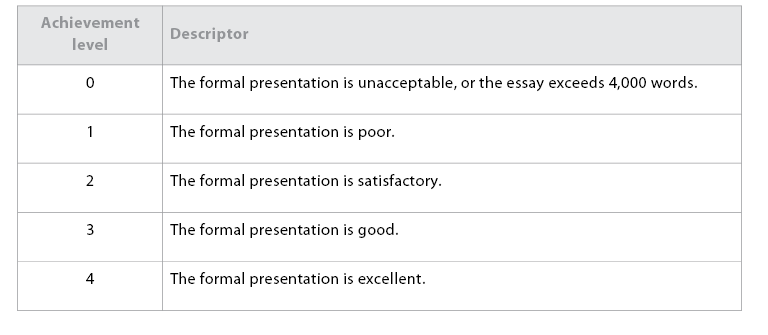 Achievement
level
Descriptor
0
The formal presentation is unacceptable, or the essay exceeds 4,000 words.
1
The formal presentation is poor.
2
The formal presentation is satisfactory.
3
The formal presentation is good.
4
The formal presentation is excellent.